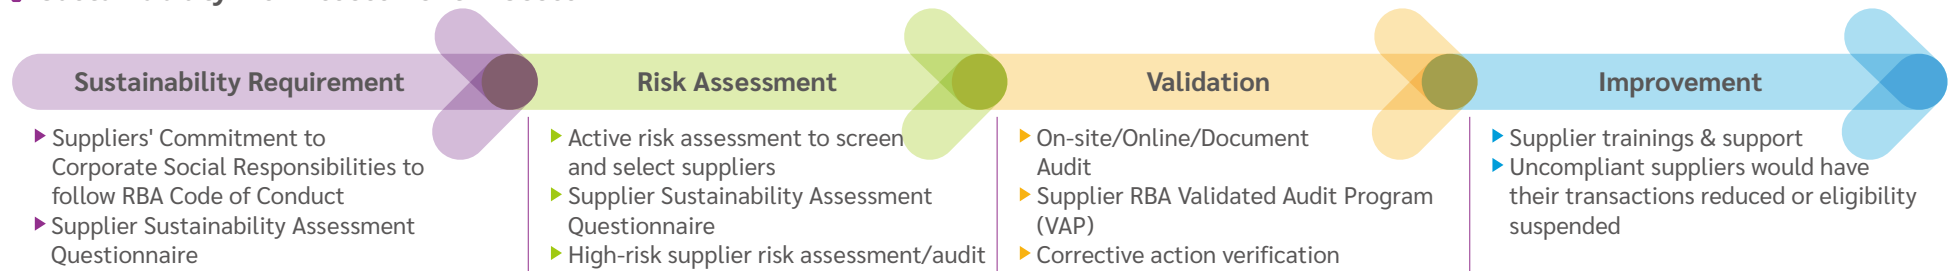 Sustainability Requirement
Suppliers' Commitment to
Corporate Social Responsibilities to
follow RBA Code of Conduct
Supplier Sustainability Assessment
Questionnaire
Risk Assessment
Active risk assessment to screen
and select suppliers
Supplier Sustainability Assessment
Questionnaire
High-risk supplier risk assessment/audit
Validation
On-site/Online/Document
Audit
Supplier RBA Validated Audit Program
(VAP)
Corrective action verification
Improvement
Supplier trainings & support
Uncompliant suppliers would have
their transactions reduced or eligibility
suspended